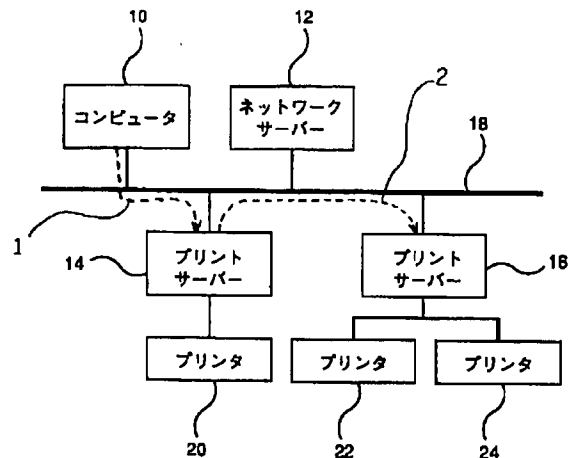 10
12
コンピュータ
ネットワーク
サーバー
2
18
1
14
プリント
サーバー
プリント
サーバー
16
プリンタ
プリンタ
プリンタ
20
22
24